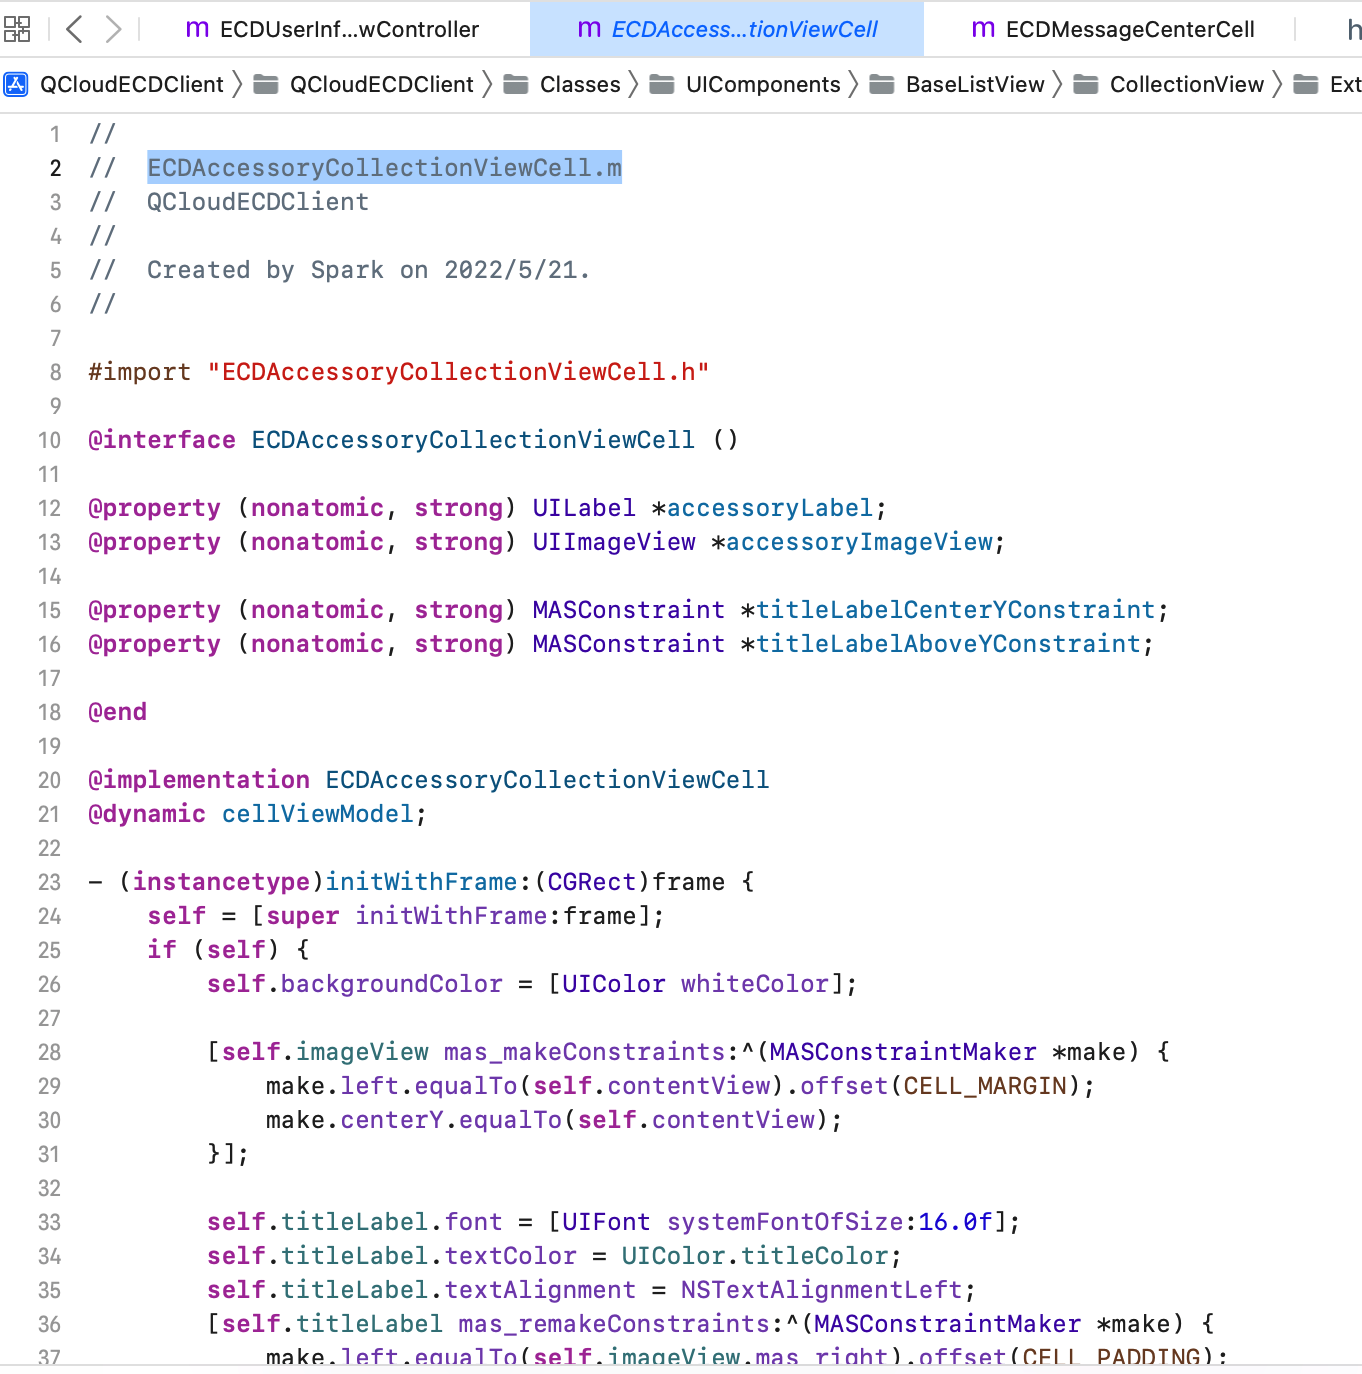 m ECDUserInf...wController m ECDAccess...tionViewCell m ECDMessageCenterCell h
QCloudECDClient QCloudECDClient Classes UIComponents BaseListView CollectionView Ext
1 //
2 //  ECDAccessoryCollectionViewCell.m
3 //  QCloudECDClient
4 //
5 //  Created by Spark on 2022/5/21.
6 //
7
8 #import "ECDAccessoryCollectionViewCell.h"
9
10 @interface ECDAccessoryCollectionViewCell ()
11
12 @property (nonatomic, strong) UILabel *accessoryLabel;
13 @property (nonatomic, strong) UIImageView *accessoryImageView;
14
15 @property (nonatomic, strong) MASConstraint *titleLabelCenterYConstraint;
16 @property (nonatomic, strong) MASConstraint *titleLabelAboveYConstraint;
17
18 @end
19
20 @implementation ECDAccessoryCollectionViewCell
21 @dynamic cellViewModel;
22
23 - (instancetype)initWithFrame:(CGRect)frame {
24     self = [super initWithFrame:frame];
25     if (self) {
26         self.backgroundColor = [UIColor whiteColor];
27
28         [self.imageView mas_makeConstraints:^(MASConstraintMaker *make) {
29             make.left.equalTo(self.contentView).offset(CELL_MARGIN);
30             make.centerY.equalTo(self.contentView);
31         }];
32
33         self.titleLabel.font = [UIFont systemFontOfSize:16.0f];
34         self.titleLabel.textColor = UIColor.titleColor;
35         self.titleLabel.textAlignment = NSTextAlignmentLeft;
36         [self.titleLabel mas_remakeConstraints:^(MASConstraintMaker *make) {
37             make.left.equalTo(self.imageView.mas_right).offset(CELL_PADDING);